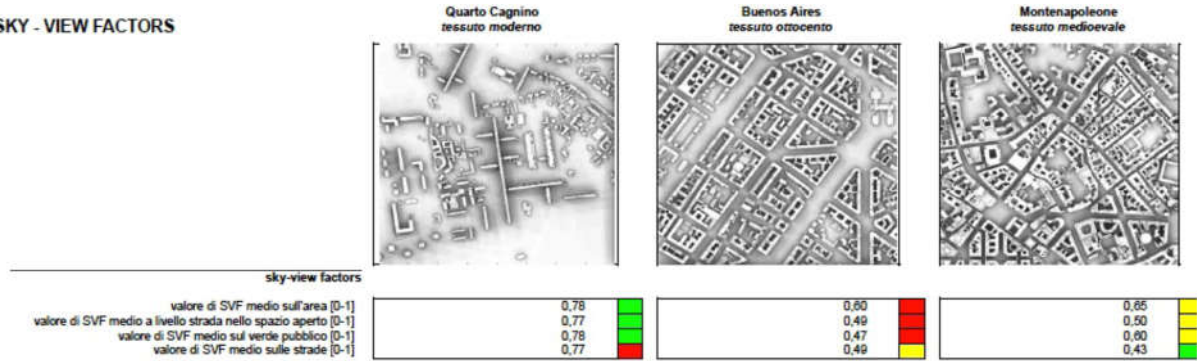 SKY - VIEW FACTORS
Quarto Cagnino
tessuto moderno
Buenos Aires
tessuto ottocento
Montenapoleone
tessuto medioevale
sky-view factors
valore di SVF medio sull'area [0-1] 0,78 0,60 0,65
valore di SVF medio a livello strada nello spazio aperto [0-1] 0,77 0,49 0,50
valore di SVF medio sul verde pubblico [0-1] 0,78 0,47 0,60
valore di SVF medio sulle strade [0-1] 0,77 0,49 0,43